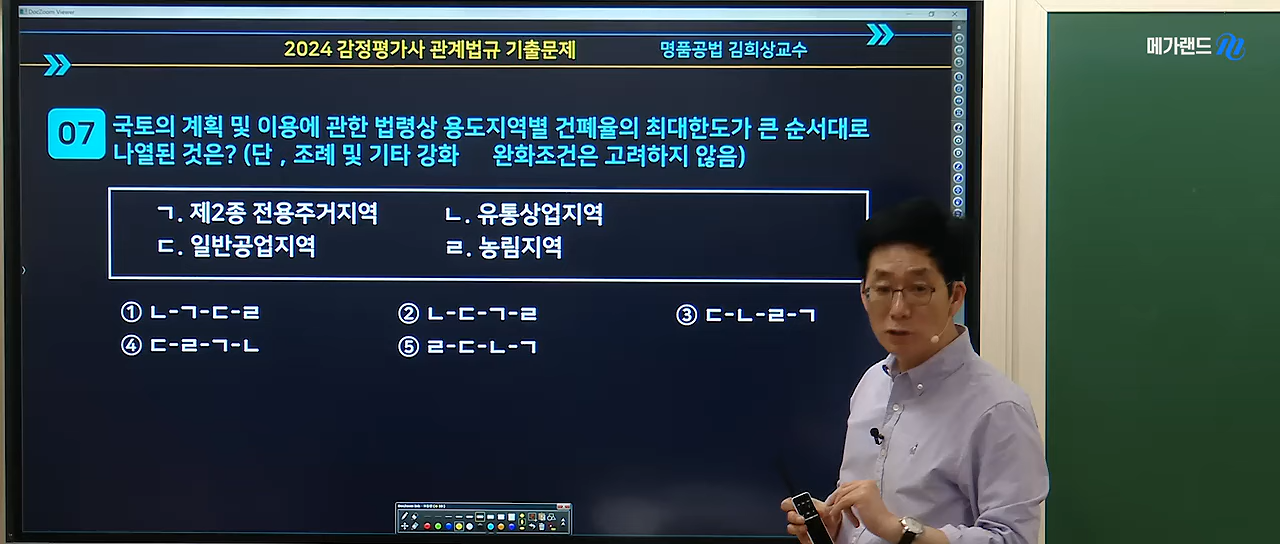 DocZoom Viewer
2024 감정평가사 관계법규 기출문제
명품공법 김희상교수
메가랜드
07 국토의 계획 및 이용에 관한 법령상 용도지역별 건폐율의 최대한도가 큰 순서대로
나열된 것은? (단 , 조례 및 기타 강화 완화조건은 고려하지 않음)
ㄱ. 제2종 전용주거지역 ㄴ. 유통상업지역
ㄷ. 일반공업지역 ㄹ. 농림지역
① ㄴ-ㄱ-ㄷ-ㄹ ② ㄴ-ㄷ-ㄱ-ㄹ ③ ㄷ-ㄴ-ㄹ-ㄱ
④ ㄷ-ㄹ-ㄱ-ㄴ ⑤ ㄹ-ㄷ-ㄴ-ㄱ